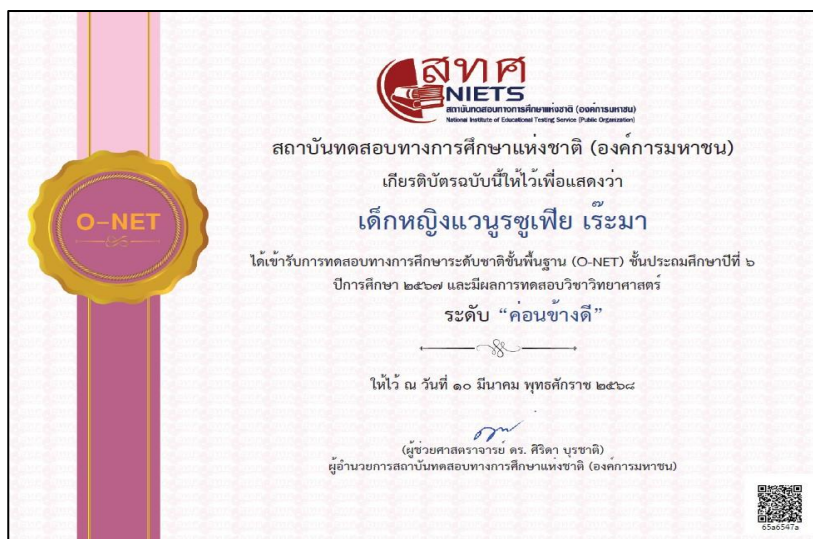 สทศ
NIETS
สถาบันทดสอบทางการศึกษาแห่งชาติ (องค์การมหาชน)
National Institute of Educational Testing Service (Public Organization)
สถาบันทดสอบทางการศึกษาแห่งชาติ (องค์การมหาชน)
เกียรติบัตรฉบับนี้ให้ไว้เพื่อแสดงว่า
เด็กหญิงแวนูรซูเฟีย เร๊ะมา
O-NET
ได้เข้ารับการทดสอบทางการศึกษาระดับชาติขั้นพื้นฐาน (O-NET) ชั้นประถมศึกษาปีที่ ๖
ปีการศึกษา ๒๕๖๗ และมีผลการทดสอบวิชาวิทยาศาสตร์
ระดับ “ค่อนข้างดี”
ให้ไว้ ณ วันที่ ๑๐ มีนาคม พุทธศักราช ๒๕๖๘
(ผู้ช่วยศาสตราจารย์ ดร. ศิริดา บุรชาติ)
ผู้อำนวยการสถาบันทดสอบทางการศึกษาแห่งชาติ (องค์การมหาชน)
65a6547a